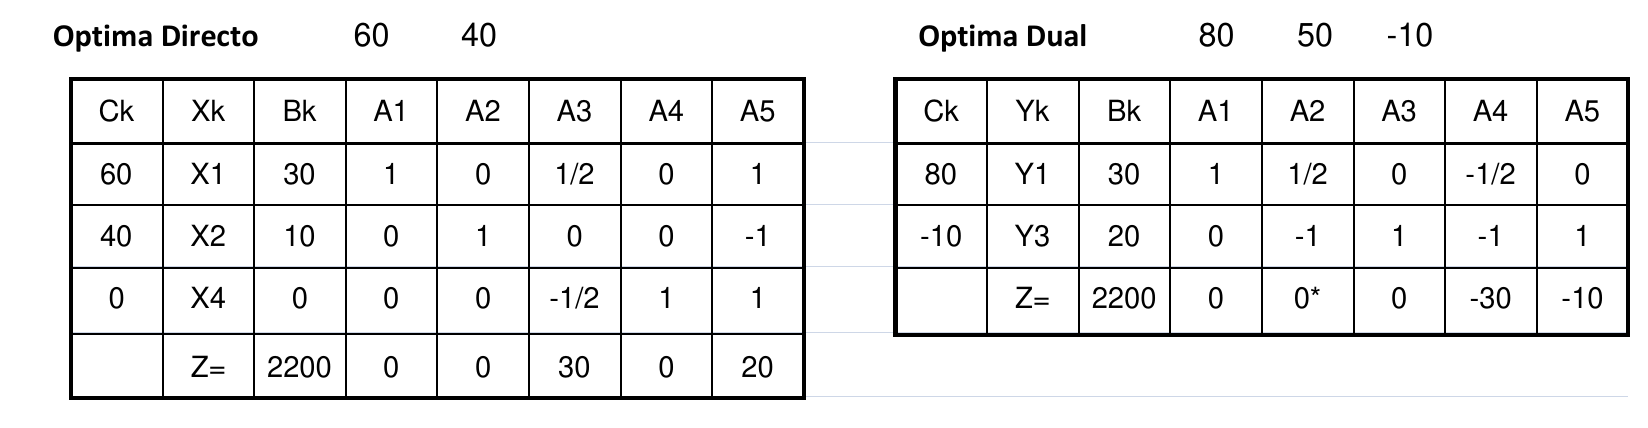 Optima Directo 60 40
Ck Xk Bk A1 A2 A3 A4 A5
60 X1 30 1 0 1/2 0 1
40 X2 10 0 1 0 0 -1
0 X4 0 0 0 -1/2 1 1
Z= 2200 0 0 30 0 20
Optima Dual 80 50 -10
Ck Yk Bk A1 A2 A3 A4 A5
80 Y1 30 1 1/2 0 -1/2 0
-10 Y3 20 0 -1 1 -1 1
Z= 2200 0 0* 0 -30 -10